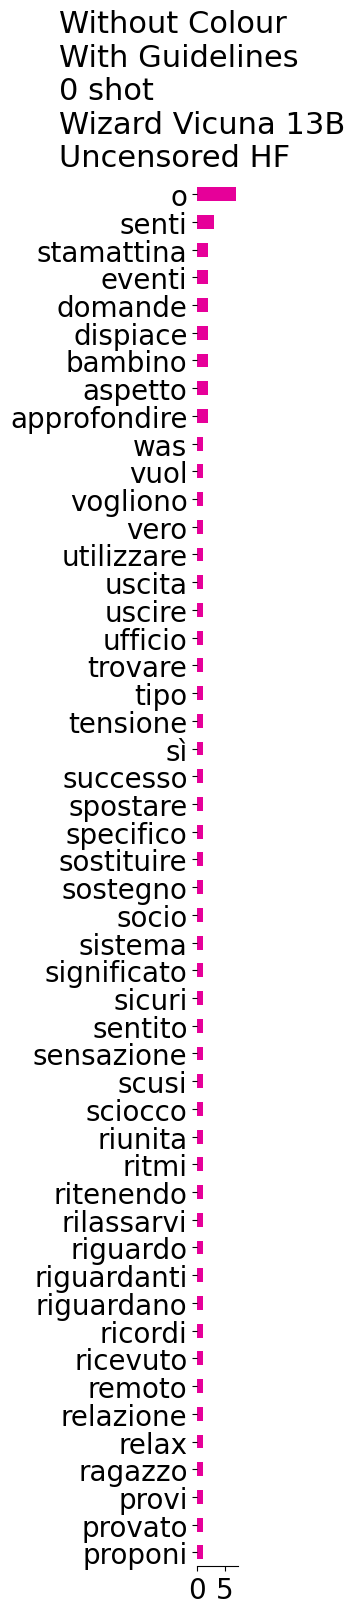 Without Colour
With Guidelines
0 shot
Wizard Vicuna 13B
Uncensored HF
o
senti
stamattina
eventi
domande
dispiace
bambino
aspetto
approfondire
was
vuol
vogliono
vero
utilizzare
uscita
uscire
ufficio
trovare
tipo
tensione
sì
successo
spostare
specifico
sostituire
sostegno
socio
sistema
significato
sicuri
sentito
sensazione
scusi
sciocco
riunita
ritmi
ritenendo
rilassarvi
riguardo
riguardanti
riguardano
ricordi
ricevuto
remoto
relazione
relax
ragazzo
provi
provato
proponi
0 5